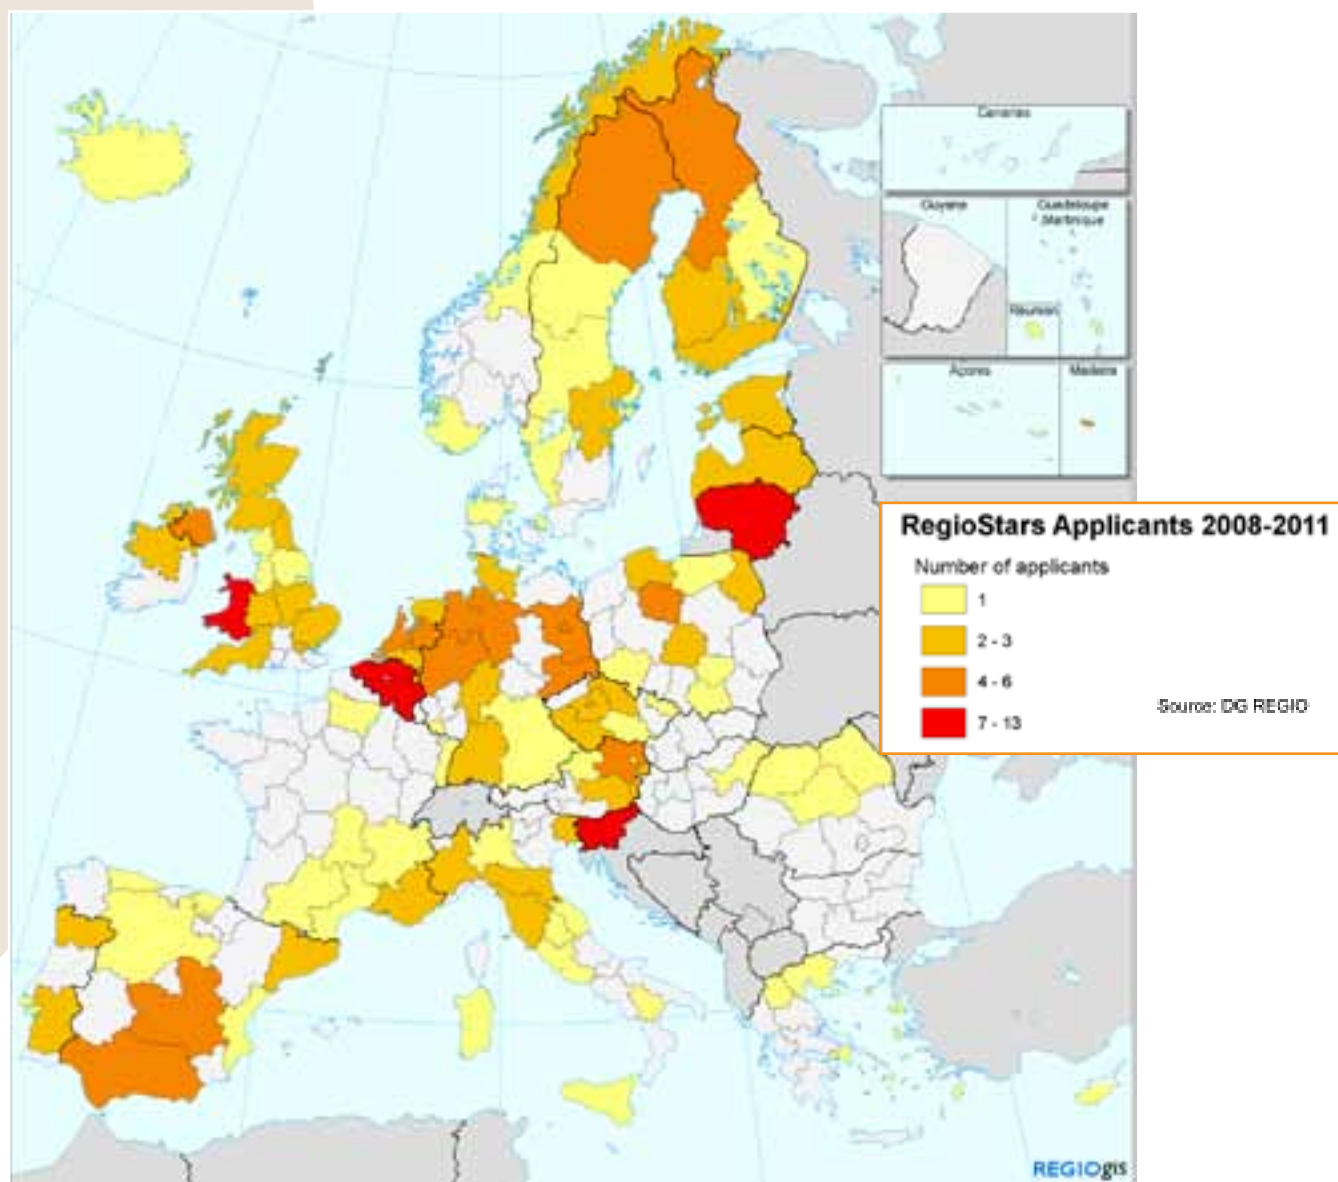 Canarias
Guyane
Guadeloupe
Martinique
Réunion
Açores
Madeira
RegioStars Applicants 2008-2011
Number of applicants
1
2 - 3
4 - 6
7 - 13
Source: DG REGIO
REGIOgis